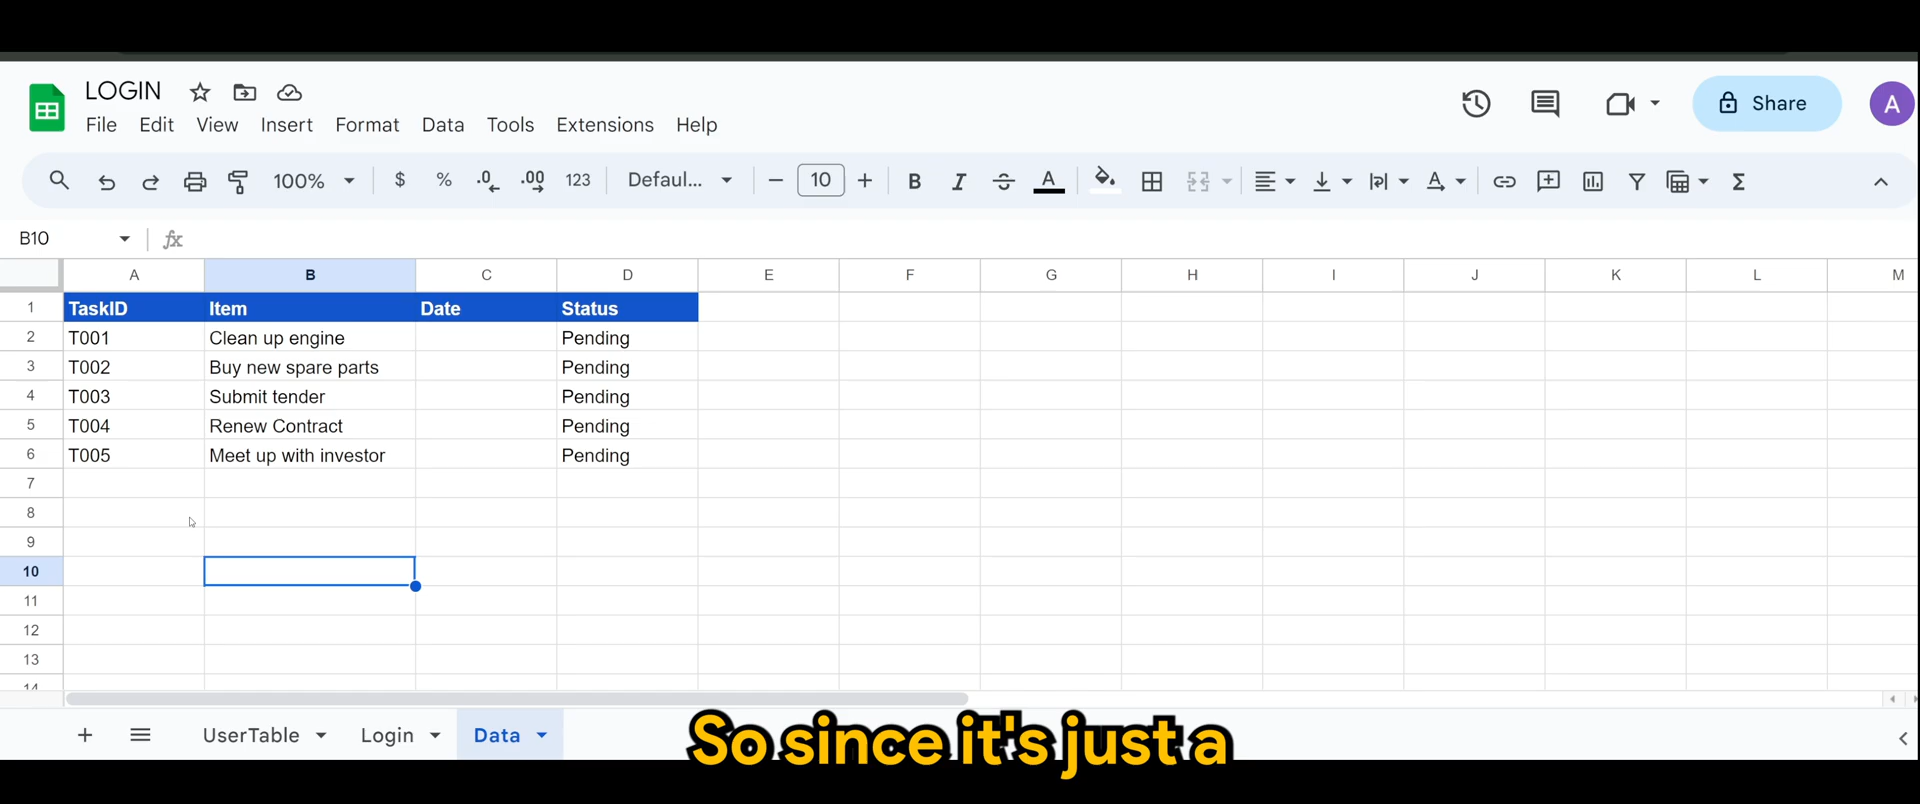 LOGIN
File Edit View Insert Format Data Tools Extensions Help
Share
A
100% $ % .0 .00 123 Defaul... 10 B I A
B10 fx
A B C D E F G H I J K L M
1 TaskID Item Date Status
2 T001 Clean up engine Pending
3 T002 Buy new spare parts Pending
4 T003 Submit tender Pending
5 T004 Renew Contract Pending
6 T005 Meet up with investor Pending
7
8
9
10
11
12
13
14
UserTable Login Data
So since it's just a